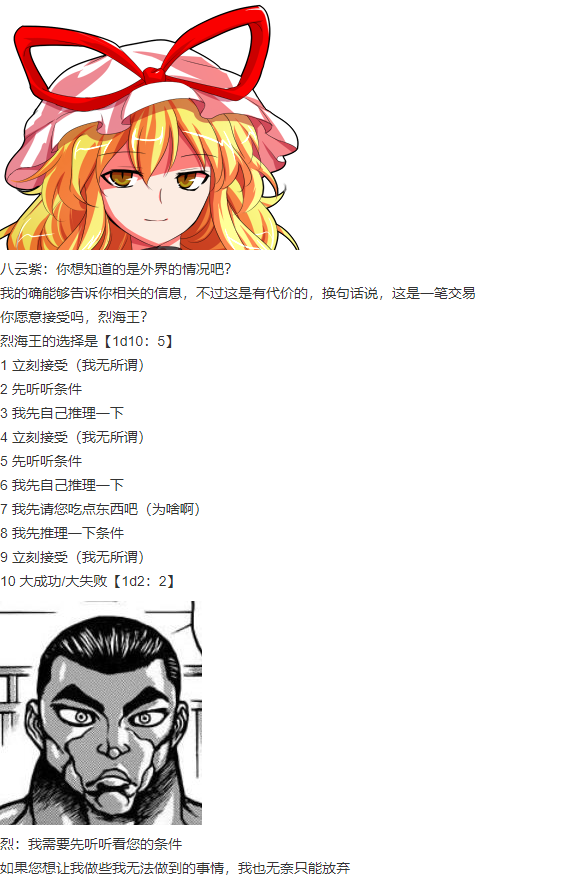 八云紫：你想知道的是外界的情况吧？
我的确能够告诉你相关的信息，不过这是有代价的，换句话说，这是一笔交易
你愿意接受吗，烈海王？
烈海王的选择是【1d10：5】
1 立刻接受（我无所谓）
2 先听听条件
3 我先自己推理一下
4 立刻接受（我无所谓）
5 先听听条件
6 我先自己推理一下
7 我先请您吃点东西吧（为啥啊）
8 我先推理一下条件
9 立刻接受（我无所谓）
10 大成功/大失败【1d2：2】
烈：我需要先听听看您的条件
如果您想让我做些我无法做到的事情，我也无奈只能放弃